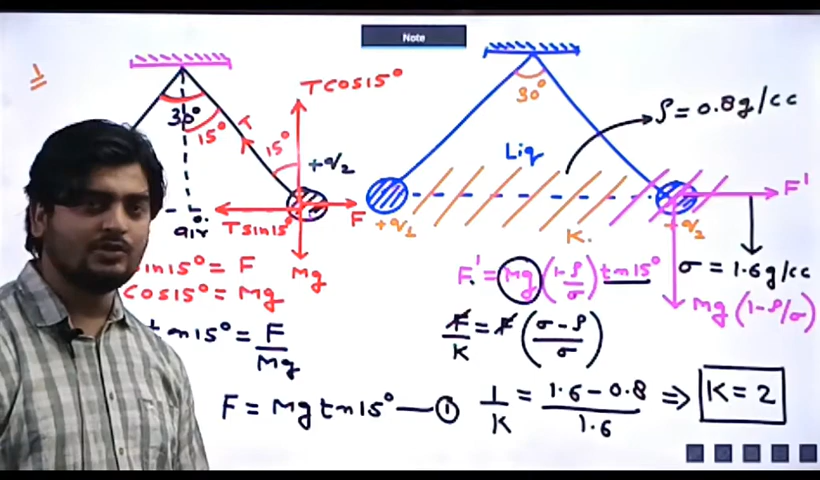 Note
1
30°
15°
T
15°
Tcos15°
+q/2
air
Tsin15°
F
Mg
sin15° = F
cos15° = Mg
tan15° = F/Mg
F = Mg tan15° — ①
30°
ρ = 0.8g/cc
Liq
+q/2
K.
+q/2
F'
σ = 1.6g/cc
Mg(1-ρ/σ)
F' = Mg(1-ρ/σ) tan15°
F/K = F(σ-ρ/σ)
1/K = 1.6-0.8/1.6 ⇒ K = 2